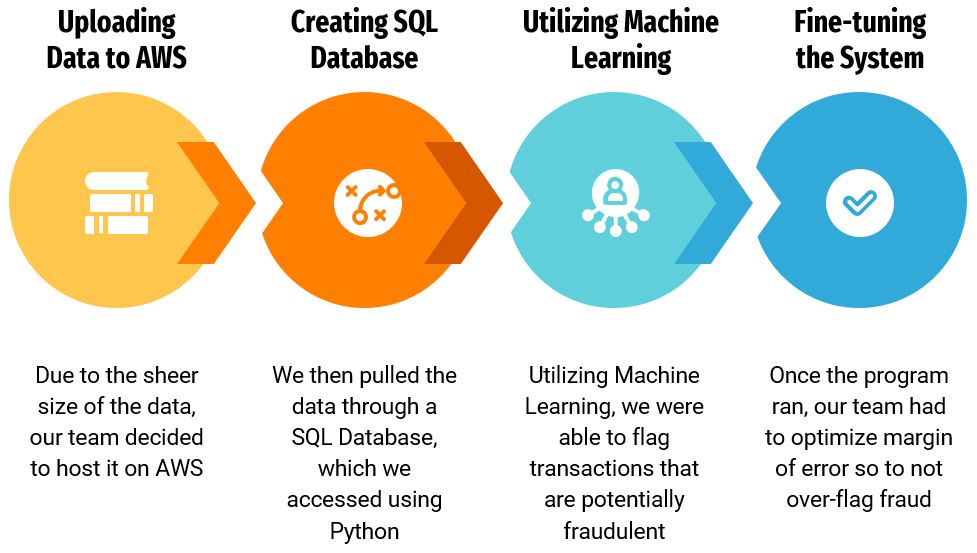 Uploading
Data to AWS
Creating SQL
Database
Utilizing Machine
Learning
Fine-tuning
the System
Due to the sheer
size of the data,
our team decided
to host it on AWS
We then pulled the
data through a
SQL Database,
which we
accessed using
Python
Utilizing Machine
Learning, we were
able to flag
transactions that
are potentially
fraudulent
Once the program
ran, our team had
to optimize margin
of error so to not
over-flag fraud